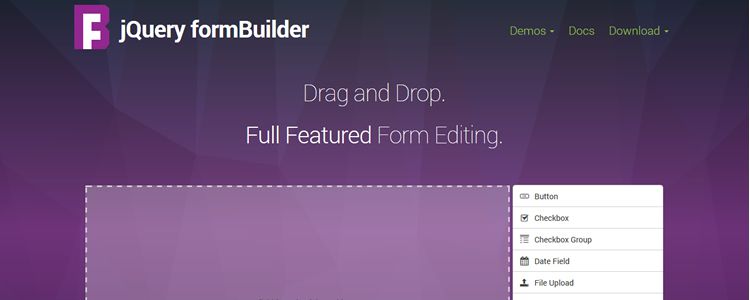 jQuery formBuilder
Demos Docs Download
Drag and Drop.
Full Featured Form Editing.
Button
Checkbox
Checkbox Group
Date Field
File Upload